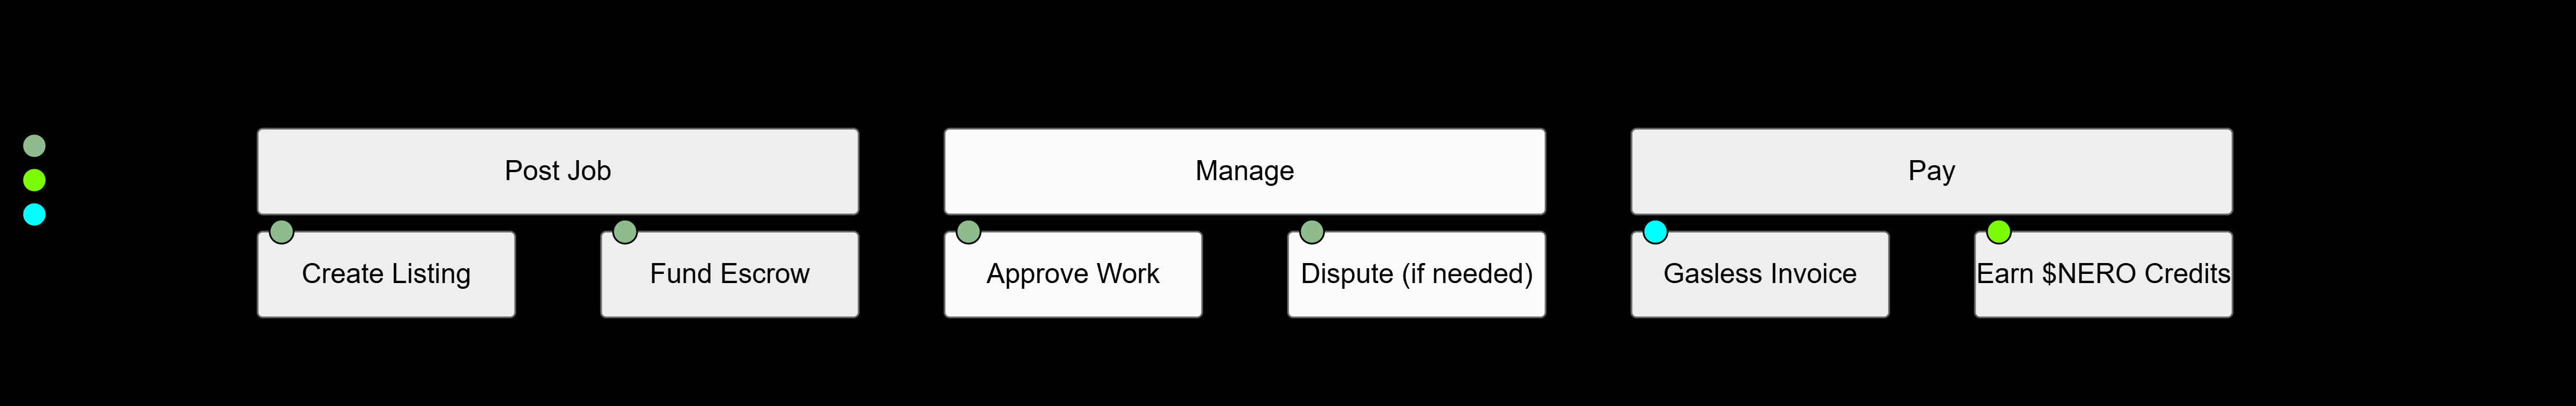 Post Job
Manage
Pay
Create Listing
Fund Escrow
Approve Work
Dispute (if needed)
Gasless Invoice
Earn $NERO Credits